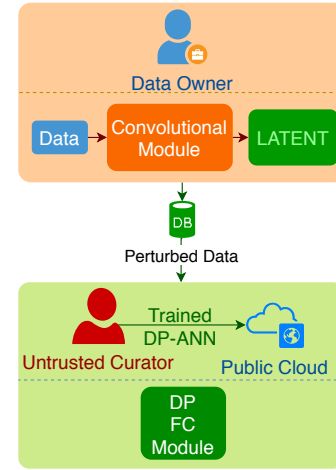 Data Owner
Data
Convolutional
Module
LATENT
DB
Perturbed Data
Trained
DP-ANN
Untrusted Curator
Public Cloud
DP
FC
Module